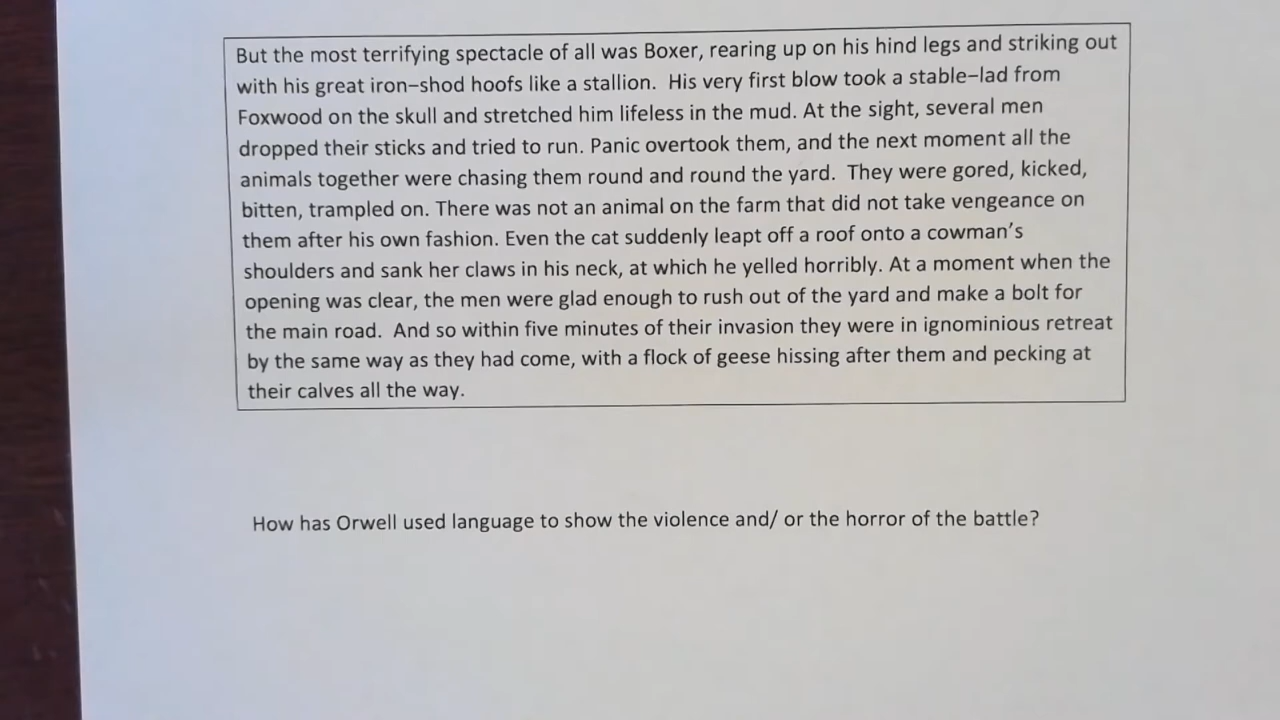 But the most terrifying spectacle of all was Boxer, rearing up on his hind legs and striking out
with his great iron–shod hoofs like a stallion.  His very first blow took a stable–lad from
Foxwood on the skull and stretched him lifeless in the mud. At the sight, several men
dropped their sticks and tried to run. Panic overtook them, and the next moment all the
animals together were chasing them round and round the yard.  They were gored, kicked,
bitten, trampled on. There was not an animal on the farm that did not take vengeance on
them after his own fashion. Even the cat suddenly leapt off a roof onto a cowman’s
shoulders and sank her claws in his neck, at which he yelled horribly. At a moment when the
opening was clear, the men were glad enough to rush out of the yard and make a bolt for
the main road.  And so within five minutes of their invasion they were in ignominious retreat
by the same way as they had come, with a flock of geese hissing after them and pecking at
their calves all the way.
How has Orwell used language to show the violence and/ or the horror of the battle?